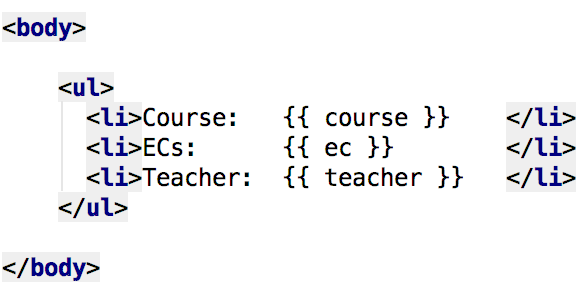 <body>
<ul>
<li>Course:   {{ course }}    </li>
<li>ECs:      {{ ec }}        </li>
<li>Teacher:  {{ teacher }}   </li>
</ul>
</body>